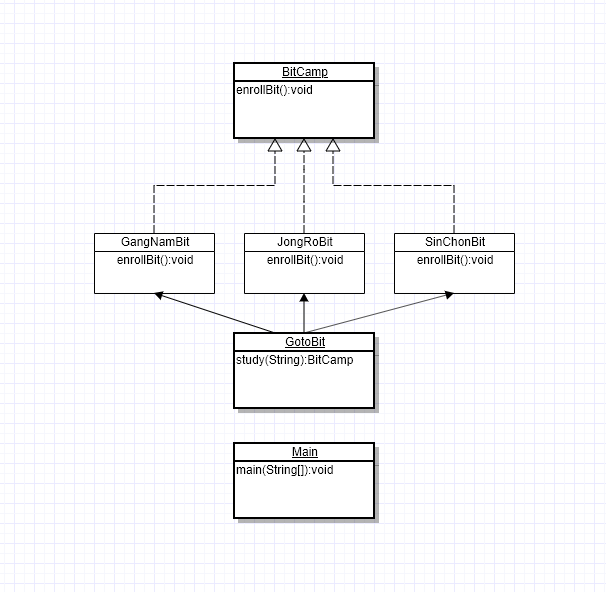 BitCamp
enrollBit():void
GangNamBit
enrollBit():void
JongRoBit
enrollBit():void
SinChonBit
enrollBit():void
GotoBit
study(String):BitCamp
Main
main(String[]):void